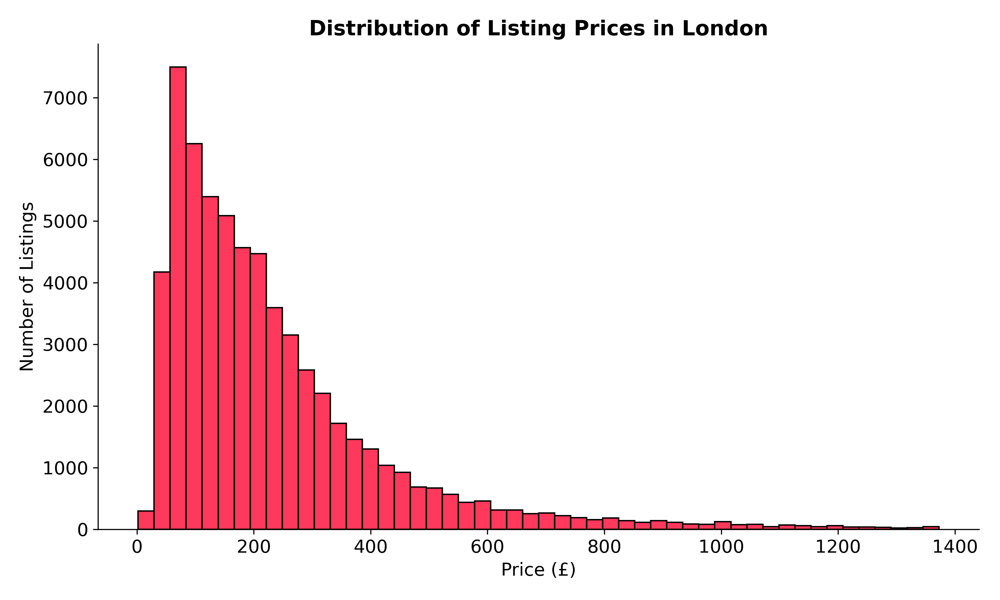 Distribution of Listing Prices in London
Number of Listings
7000
6000
5000
4000
3000
2000
1000
0
0 200 400 600 800 1000 1200 1400
Price (£)